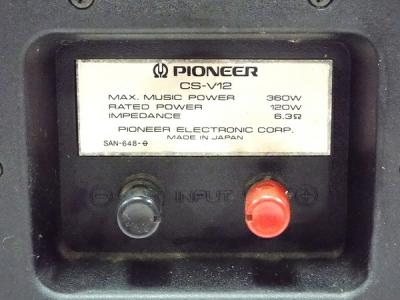 PIONEER
CS-V12
MAX. MUSIC POWER 360W
RATED POWER 120W
IMPEDANCE 6.3Ω
PIONEER ELECTRONIC CORP.
MADE IN JAPAN
SAN-648-0
− INPUT +